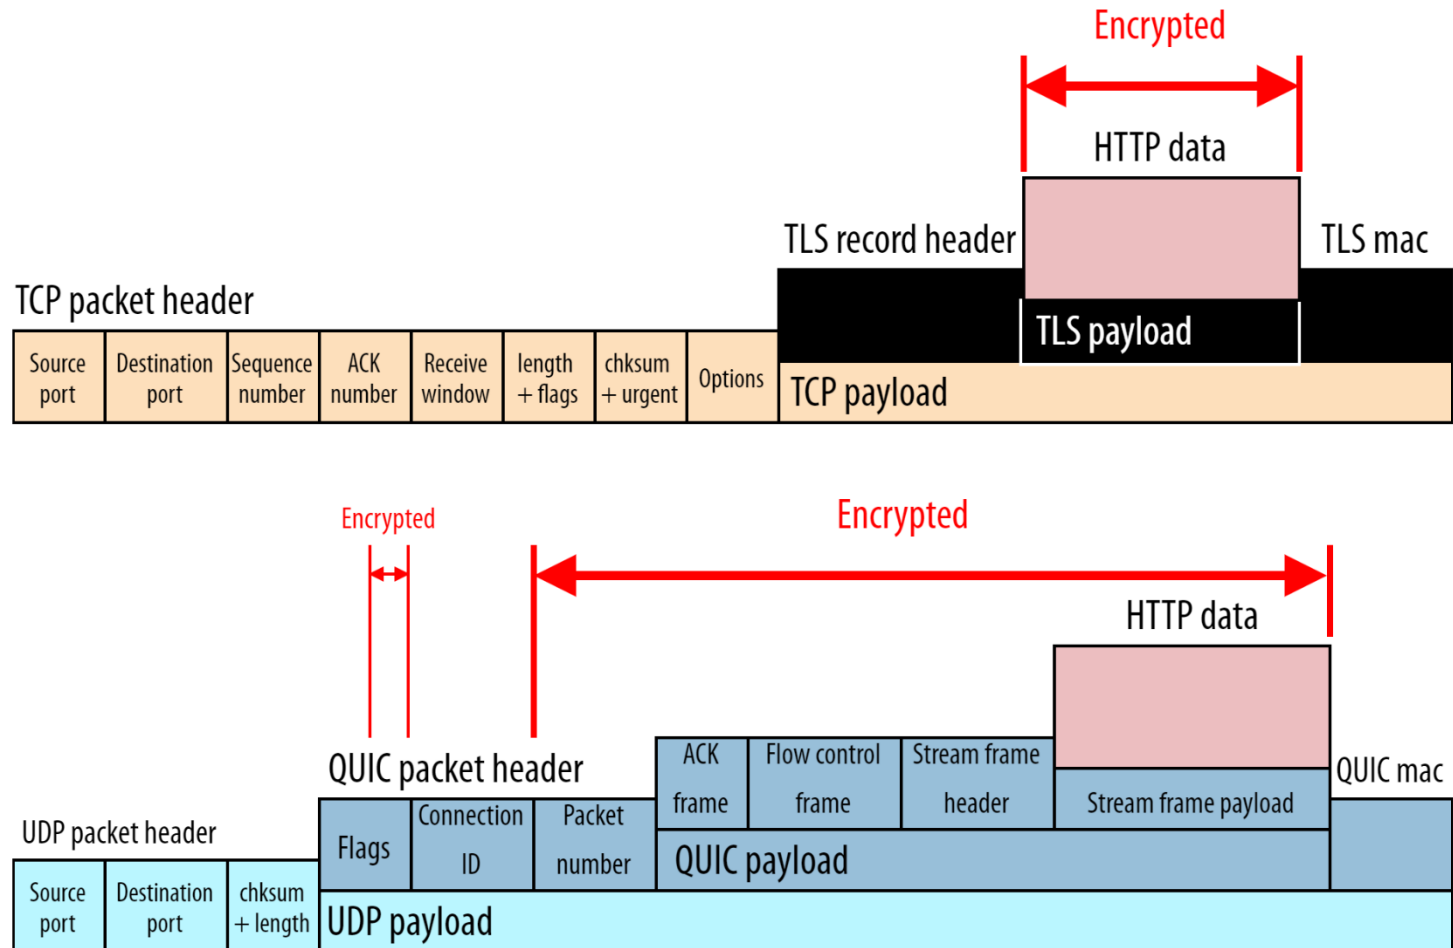 Encrypted
HTTP data
TLS record header
TLS mac
TCP packet header
TLS payload
Source
port
Destination
port
Sequence
number
ACK
number
Receive
window
length
+ flags
chksum
+ urgent
Options
TCP payload
Encrypted
Encrypted
HTTP data
QUIC packet header
ACK
frame
Flow control
frame
Stream frame
header
Stream frame payload
QUIC mac
UDP packet header
Flags
Connection
ID
Packet
number
QUIC payload
Source
port
Destination
port
chksum
+ length
UDP payload